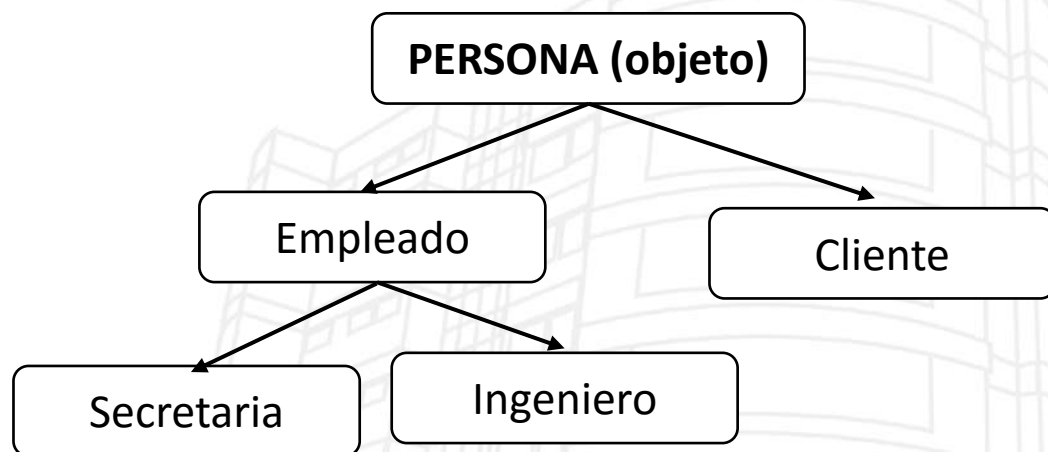 PERSONA (objeto)
Empleado
Cliente
Secretaria
Ingeniero